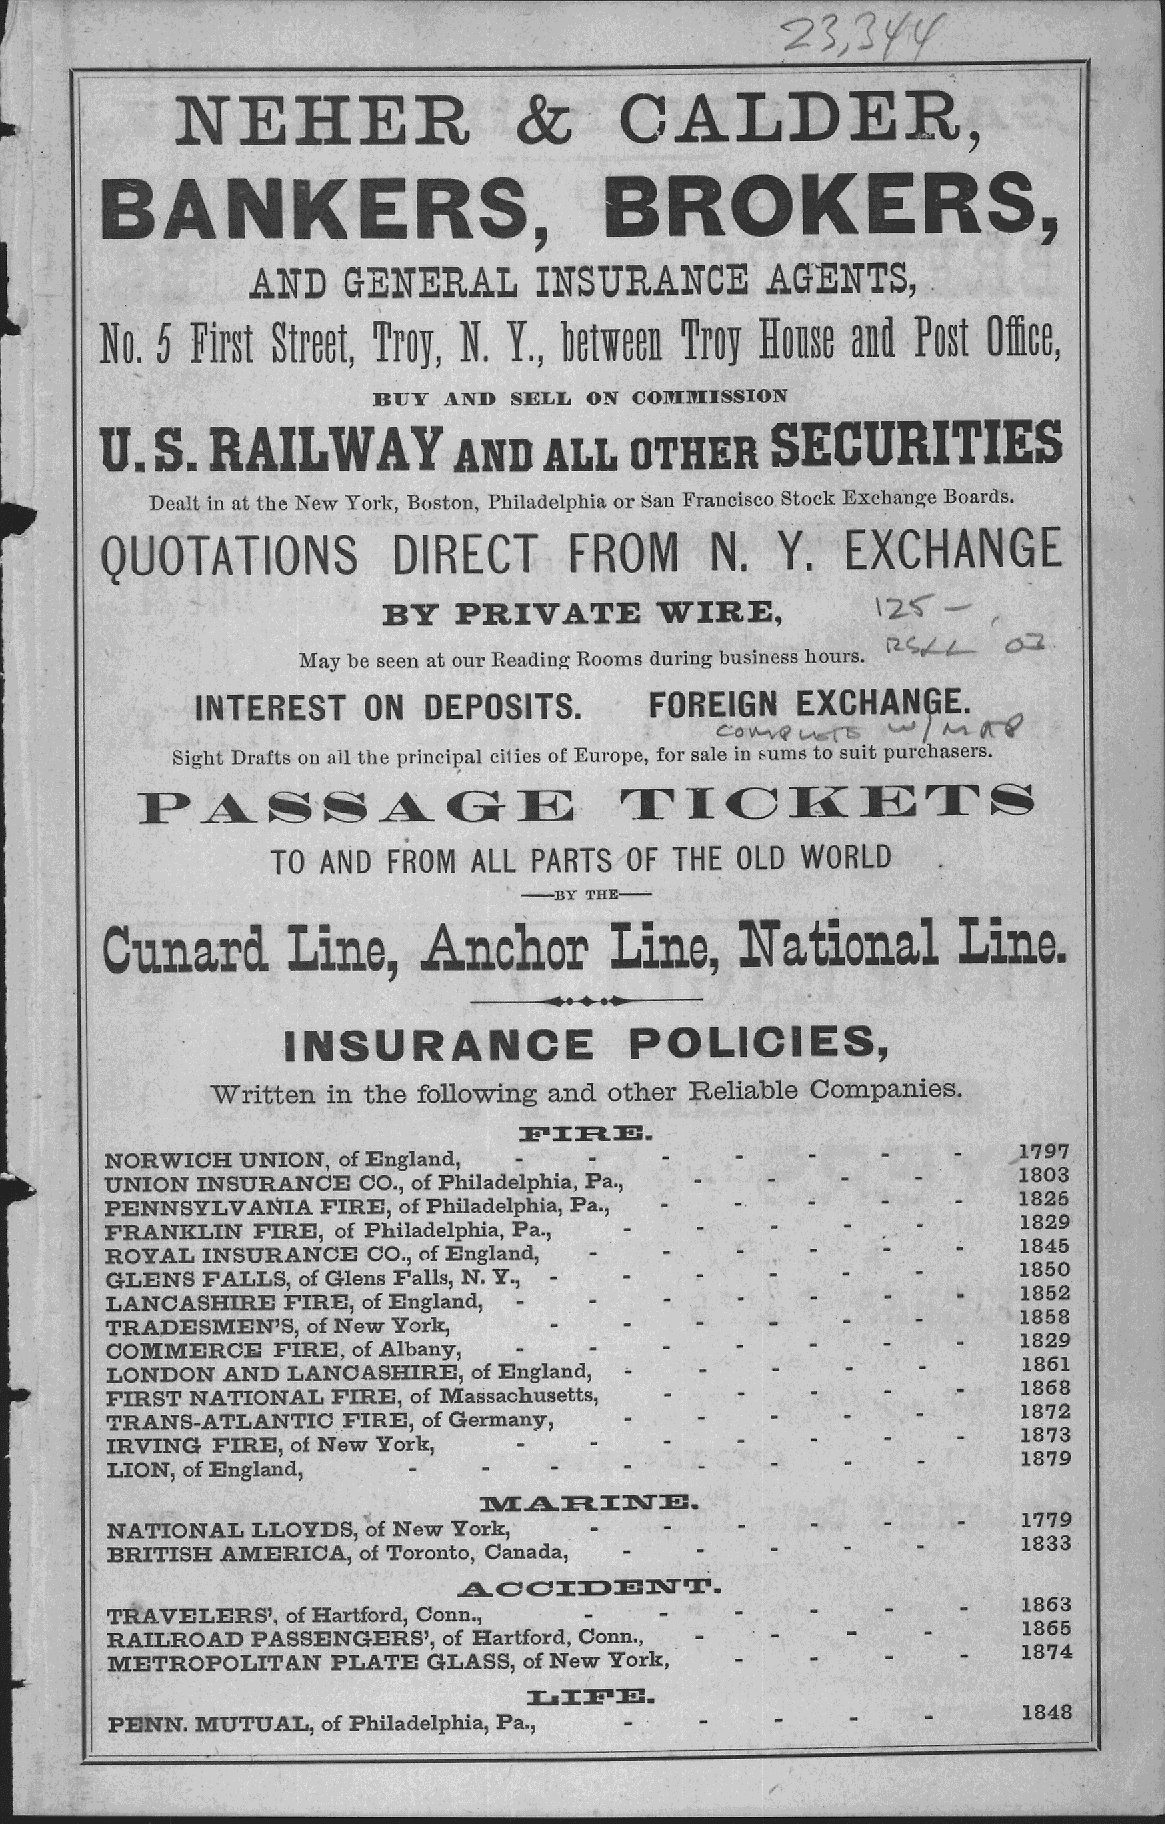 23,344
NEHER & CALDER,
BANKERS, BROKERS,
AND GENERAL INSURANCE AGENTS,
No. 5 First Street, Troy, N. Y., between Troy House and Post Office,
BUY AND SELL ON COMMISSION
U.S. RAILWAY AND ALL OTHER SECURITIES
Dealt in at the New York, Boston, Philadelphia or San Francisco Stock Exchange Boards.
QUOTATIONS DIRECT FROM N. Y. EXCHANGE
BY PRIVATE WIRE,
125 –
May be seen at our Reading Rooms during business hours.
03
INTEREST ON DEPOSITS. FOREIGN EXCHANGE.
COMPLETE W/MAP
Sight Drafts on all the principal cities of Europe, for sale in sums to suit purchasers.
PASSAGE TICKETS
TO AND FROM ALL PARTS OF THE OLD WORLD
—BY THE—
Cunard Line, Anchor Line, National Line.
INSURANCE POLICIES,
Written in the following and other Reliable Companies.
FIRE.
NORWICH UNION, of England, - - - - - - - 1797
UNION INSURANCE CO., of Philadelphia, Pa., - - - - 1803
PENNSYLVANIA FIRE, of Philadelphia, Pa., - - - - - 1825
FRANKLIN FIRE, of Philadelphia, Pa., - - - - - 1829
ROYAL INSURANCE CO., of England, - - - - - - 1845
GLENS FALLS, of Glens Falls, N. Y., - - - - - - 1850
LANCASHIRE FIRE, of England, - - - - - - - 1852
TRADESMEN'S, of New York, - - - - - - 1858
COMMERCE FIRE, of Albany, - - - - - - - 1829
LONDON AND LANCASHIRE, of England, - - - - - 1861
FIRST NATIONAL FIRE, of Massachusetts, - - - - - 1868
TRANS-ATLANTIC FIRE, of Germany, - - - - - 1872
IRVING FIRE, of New York, - - - - - - - 1873
LION, of England, - - - - - - - - 1879
MARINE.
NATIONAL LLOYDS, of New York, - - - - - - 1779
BRITISH AMERICA, of Toronto, Canada, - - - - - 1833
ACCIDENT.
TRAVELERS', of Hartford, Conn., - - - - - - 1863
RAILROAD PASSENGERS', of Hartford, Conn., - - - - 1865
METROPOLITAN PLATE GLASS, of New York, - - - - 1874
LIFE.
PENN. MUTUAL, of Philadelphia, Pa., - - - - - 1848